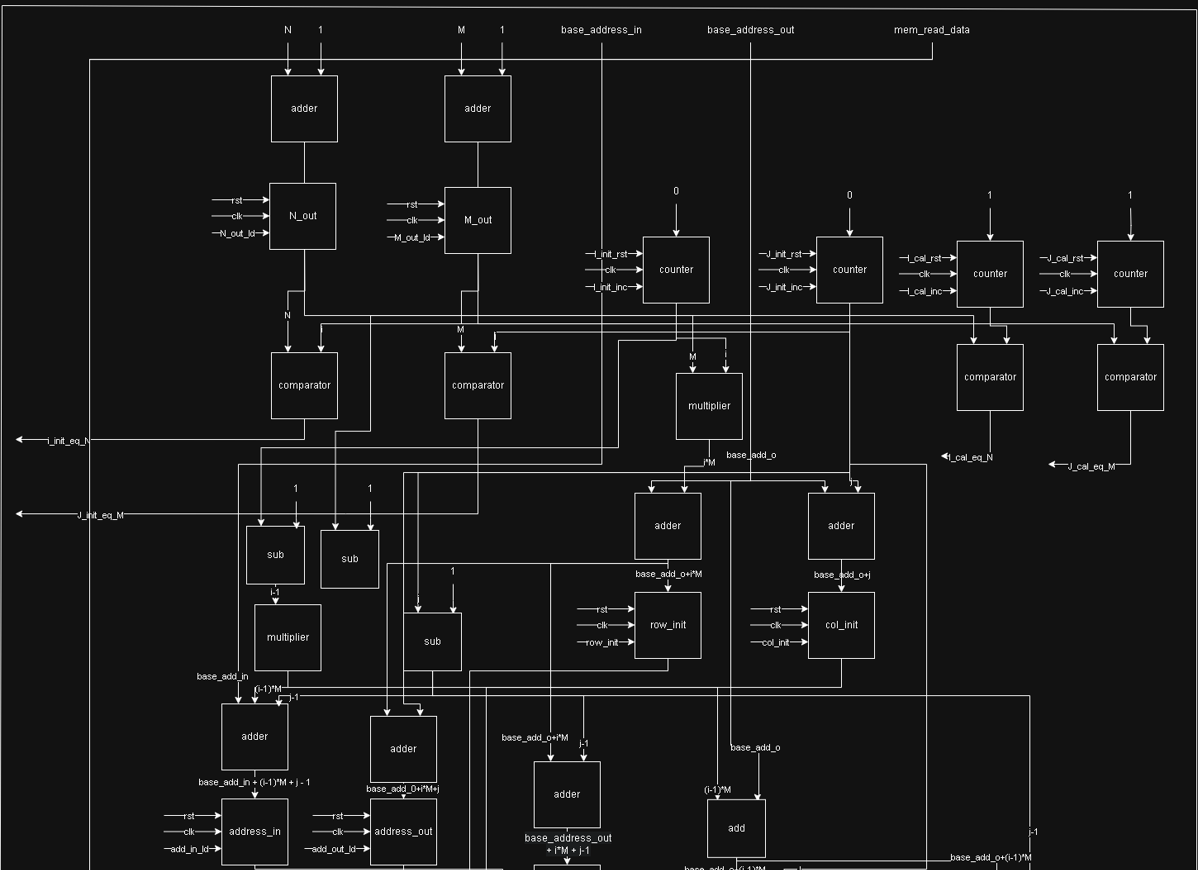 N 1 M 1 base_address_in base_address_out mem_read_data
adder adder
0 0 1 1
rst
clk
N_out_ld
N_out
rst
clk
M_out_ld
M_out
I_init_rst
clk
I_init_inc
counter
J_init_rst
clk
J_init_inc
counter
I_cal_rst
clk
I_cal_inc
counter
J_cal_rst
clk
J_cal_inc
counter
N M M
comparator comparator comparator comparator
multiplier
i_init_eq_N
base_add_o
i*M
I_cal_eq_N
J_cal_eq_M
j
1 1
J_init_eq_M
adder adder
sub sub
base_add_o+i*M base_add_o+j
1
i-1
j
rst
clk
row_init
row_init
rst
clk
col_init
col_init
multiplier sub
base_add_in
(i-1)*M
j-1
adder adder
base_add_o+i*M
j-1
base_add_o
base_add_in + (i-1)*M + j - 1
base_add_0+i*M+j
(i-1)*M
adder
rst
clk
add_in_ld
address_in
rst
clk
add_out_ld
address_out
add
j-1
base_address_out
+ i*M + j-1
base_add_o+(i-1)*M